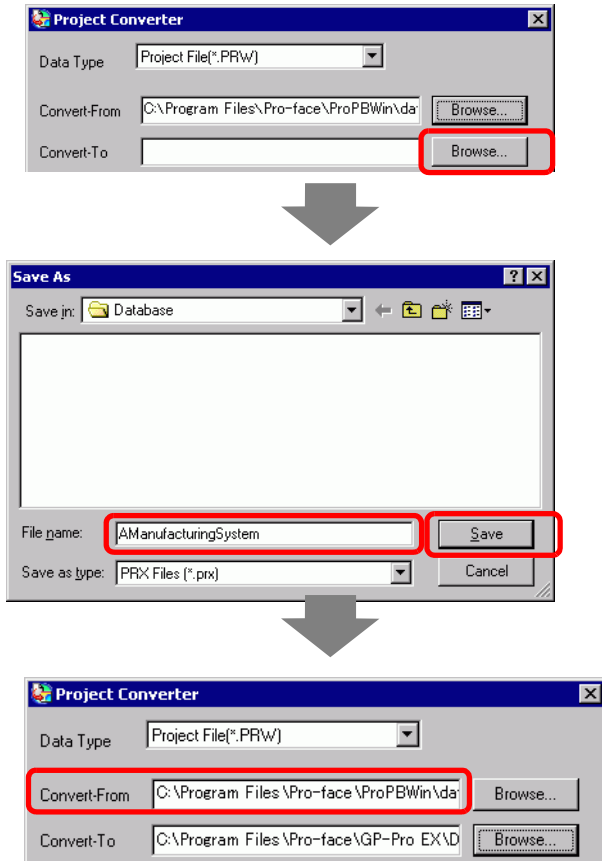 Project Converter
Data Type Project File(*.PRW)
Convert-From C:\Program Files\Pro-face\ProPBWin\da Browse...
Convert-To Browse...
Save As
Save in: Database
File name: AManufacturingSystem Save
Save as type: PRX Files (*.prx) Cancel
Project Converter
Data Type Project File(*.PRW)
Convert-From C:\Program Files\Pro-face\ProPBWin\da Browse...
Convert-To C:\Program Files\Pro-face\GP-Pro EX\D Browse...